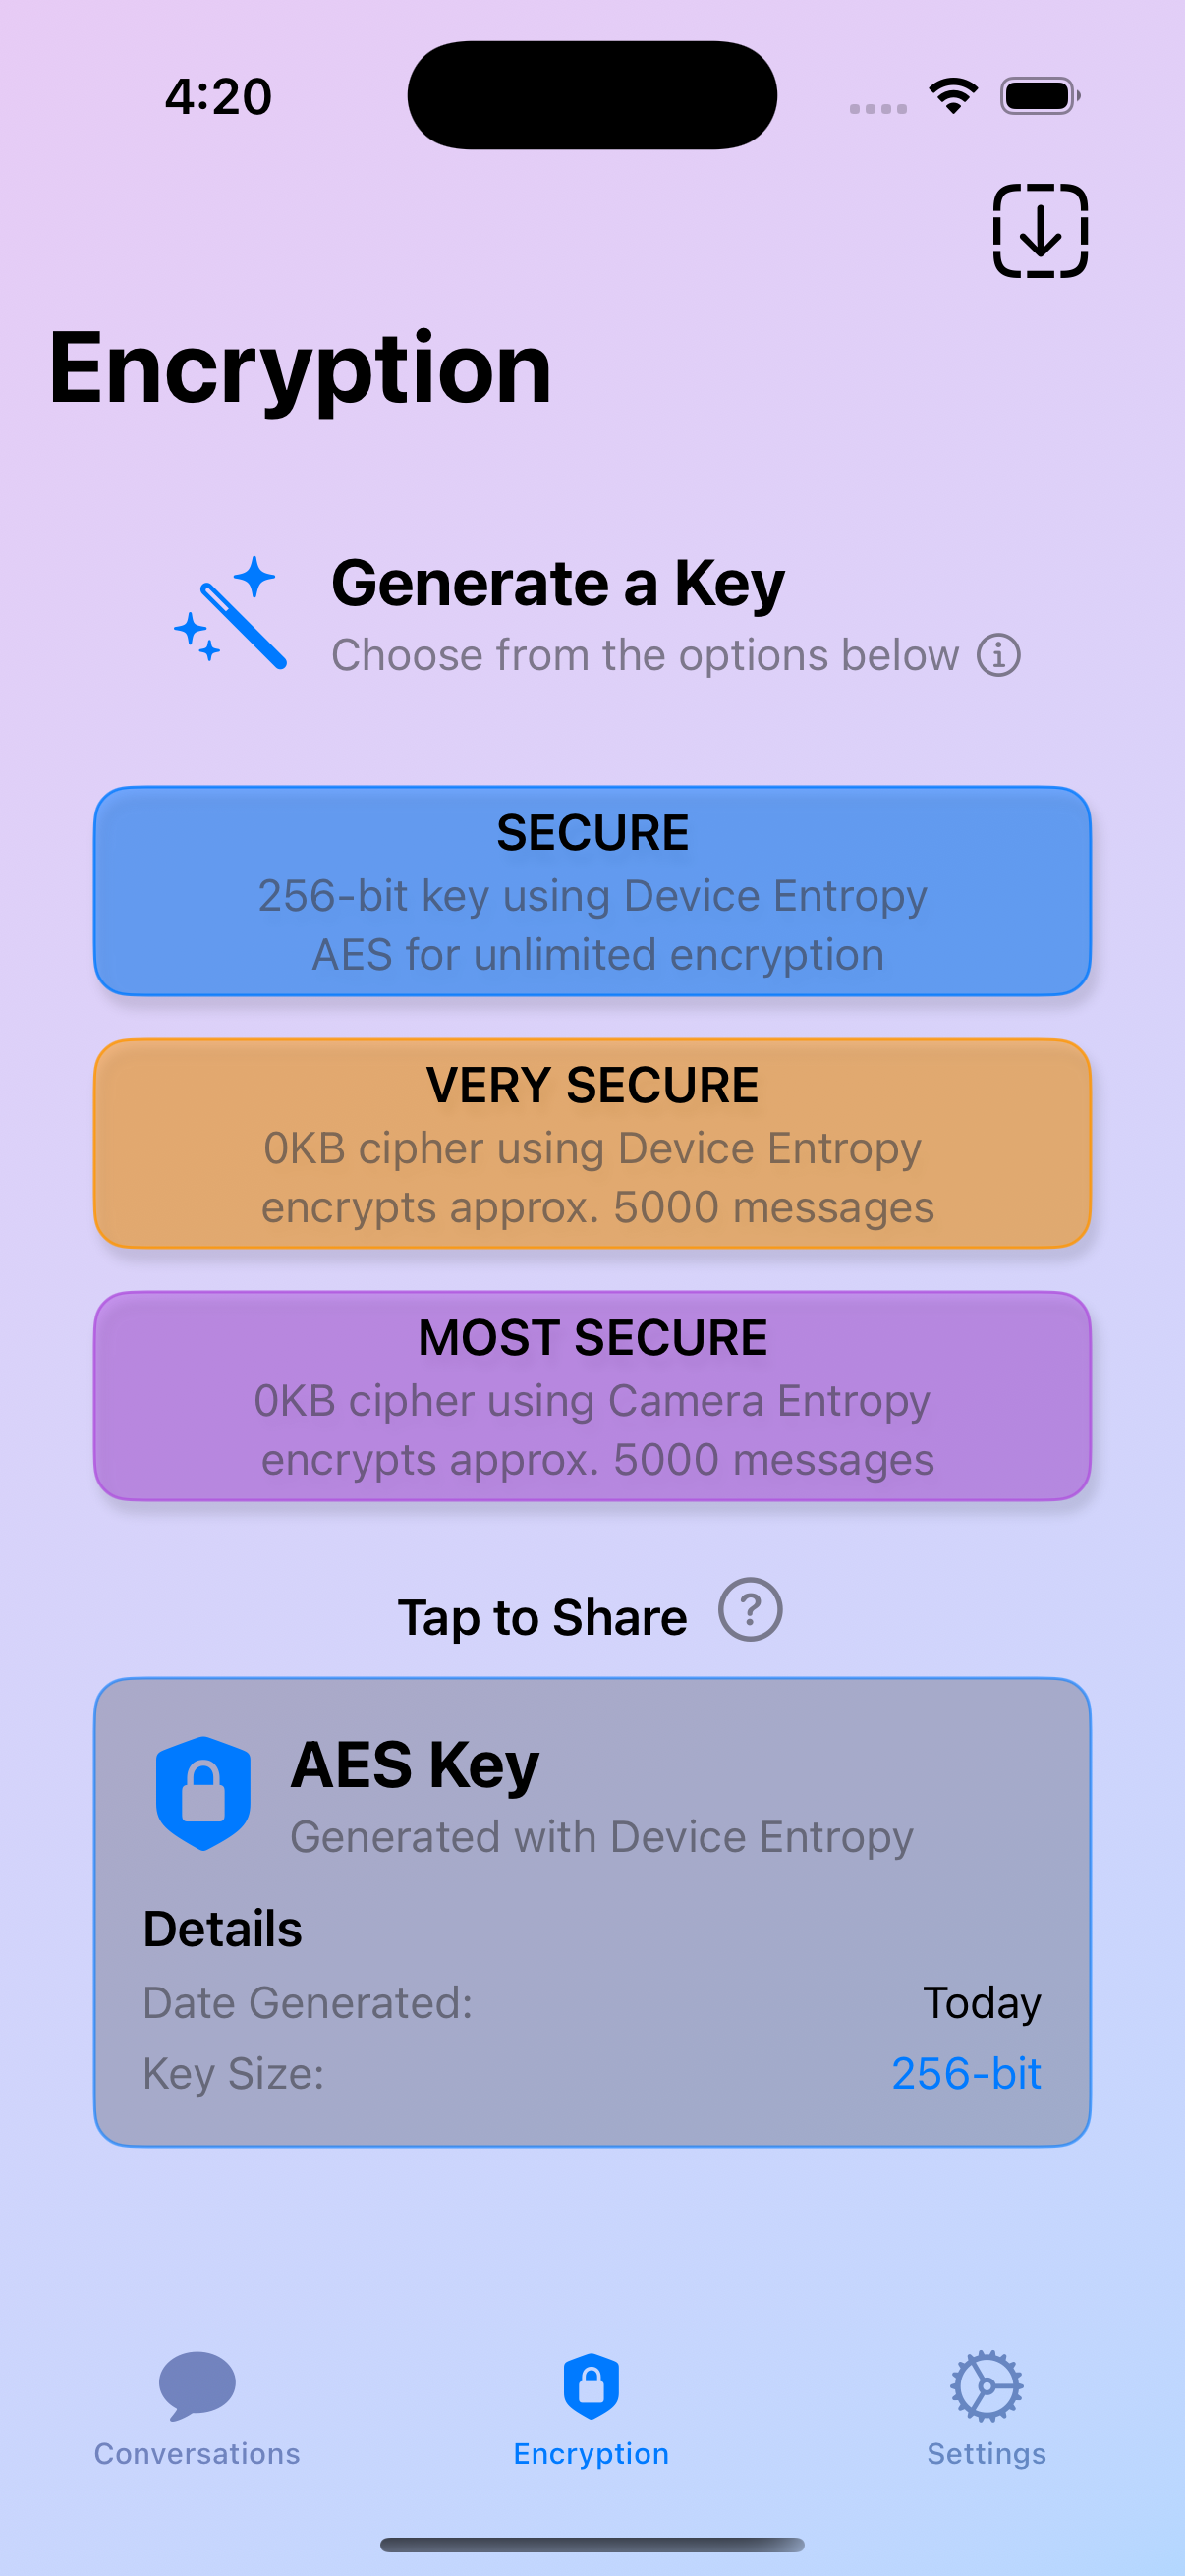 4:20
Encryption
Generate a Key
Choose from the options below
SECURE
256-bit key using Device Entropy
AES for unlimited encryption
VERY SECURE
0KB cipher using Device Entropy
encrypts approx. 5000 messages
MOST SECURE
0KB cipher using Camera Entropy
encrypts approx. 5000 messages
Tap to Share ?
AES Key
Generated with Device Entropy
Details
Date Generated: Today
Key Size: 256-bit
Conversations Encryption Settings